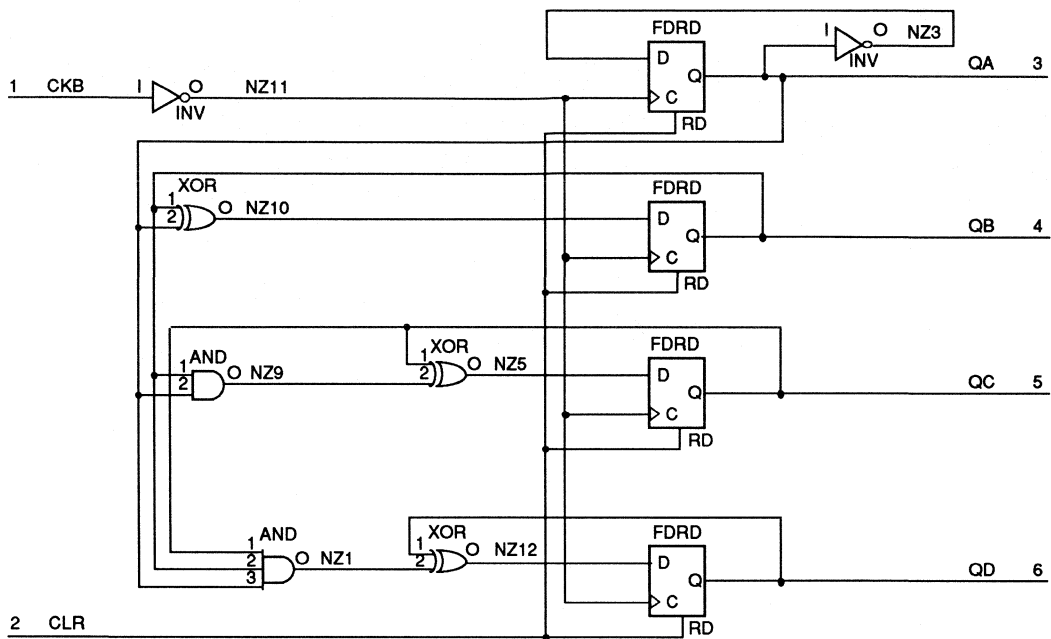 FDRD
I O NZ3
INV
D
Q
QA 3
1 CKB I O NZ11
INV
C
RD
XOR
1
2 O NZ10
FDRD
D
Q
QB 4
C
RD
AND
1
2 O NZ9
XOR
1
2 O NZ5
FDRD
D
Q
QC 5
C
RD
AND
1
2
3 O NZ1
XOR
1
2 O NZ12
FDRD
D
Q
QD 6
C
RD
2 CLR